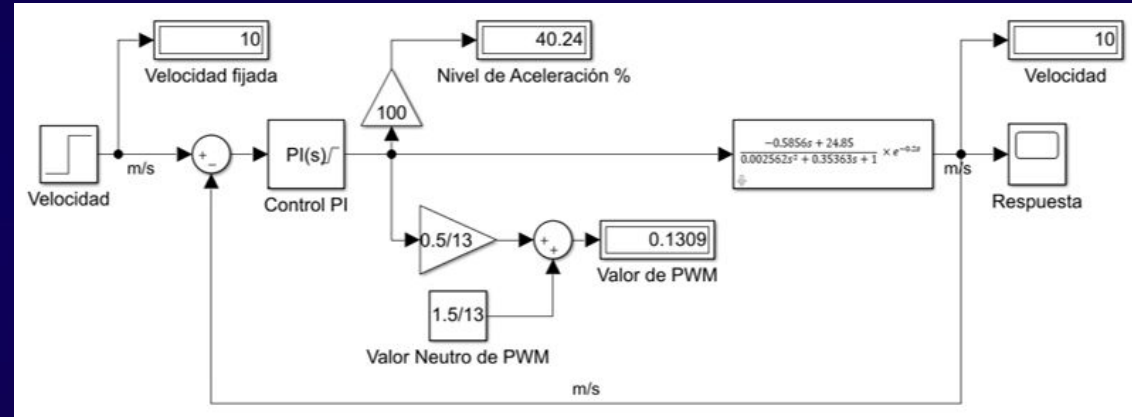 10
Velocidad fijada
40.24
Nivel de Aceleración %
10
Velocidad
100
Velocidad
m/s
+
−
PI(s)
Control PI
-0.5856s + 24.85
0.002562s² + 0.35363s + 1
× e^-0.2s
m/s
Respuesta
0.5/13
+
+
0.1309
Valor de PWM
1.5/13
Valor Neutro de PWM
m/s